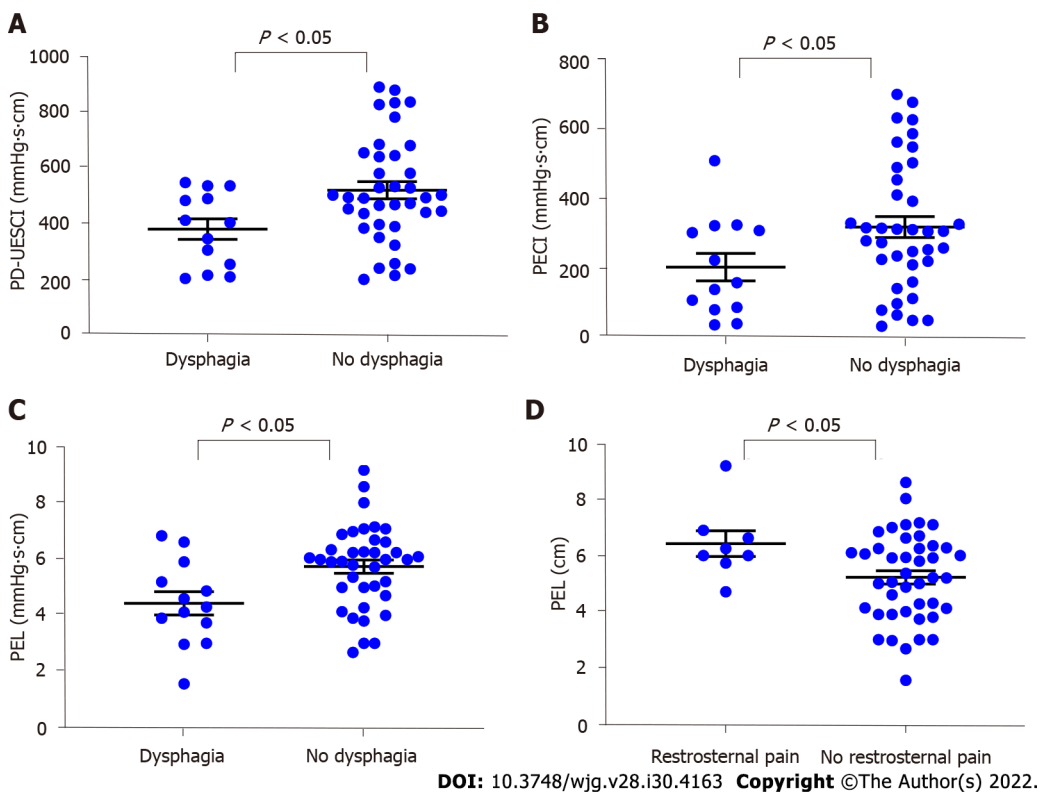 A
P < 0.05
PD-UESCI (mmHg·s·cm)
1000
800
600
400
200
0
Dysphagia
No dysphagia
B
P < 0.05
PECI (mmHg·s·cm)
800
600
400
200
0
Dysphagia
No dysphagia
C
P < 0.05
PEL (mmHg·s·cm)
10
8
6
4
2
0
Dysphagia
No dysphagia
D
P < 0.05
PEL (cm)
10
8
6
4
2
0
Restrosternal pain
No restrosternal pain
DOI: 10.3748/wjg.v28.i30.4163 Copyright ©The Author(s) 2022.